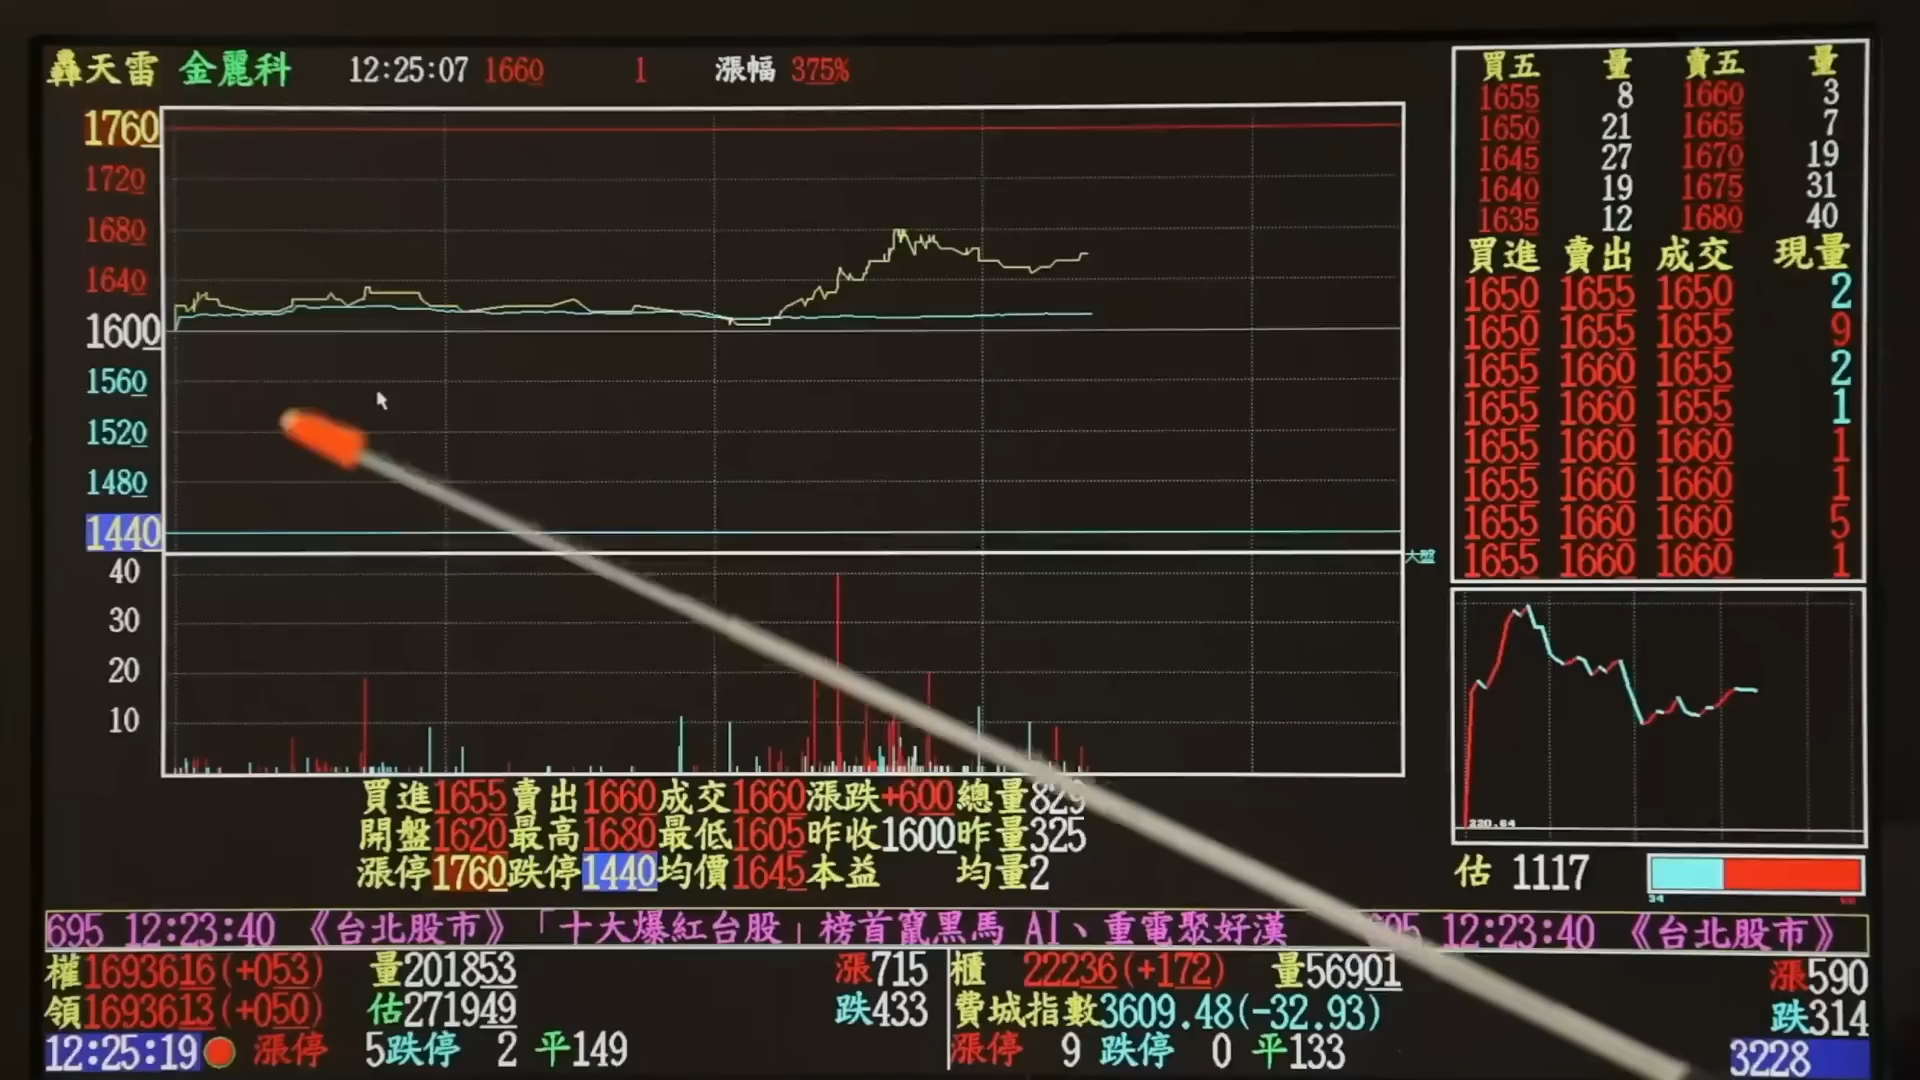 轟天雷 金麗科 12:25:07 1660 1 漲幅 375%
1760
1720
1680
1640
1600
1560
1520
1480
1440
40
30
20
10
大盤
買五 量 賣五 量
1655 8 1660 3
1650 21 1665 7
1645 27 1670 19
1640 19 1675 31
1635 12 1680 40
買進 賣出 成交 現量
1650 1655 1650 2
1650 1655 1655 9
1655 1660 1655 2
1655 1660 1655 1
1655 1660 1660 1
1655 1660 1660 1
1655 1660 1660 5
1655 1660 1660 1
220.64
估 1117
34
買進1655賣出1660成交1660漲跌+600總量829
開盤1620最高1680最低1605昨收1600昨量325
漲停1760跌停1440均價1645本益 均量2
695 12:23:40 《台北股市》「十大爆紅台股」榜首竄黑馬 AI、重電聚好漢 695 12:23:40 《台北股市》
權1693616(+053) 量201853 漲715 櫃 22236(+172) 量56901 漲590
領1693613(+050) 估271949 跌433 費城指數3609.48(-32.93) 跌314
12:25:19 漲停 5跌停 2 平149 漲停 9 跌停 0 平133 3228